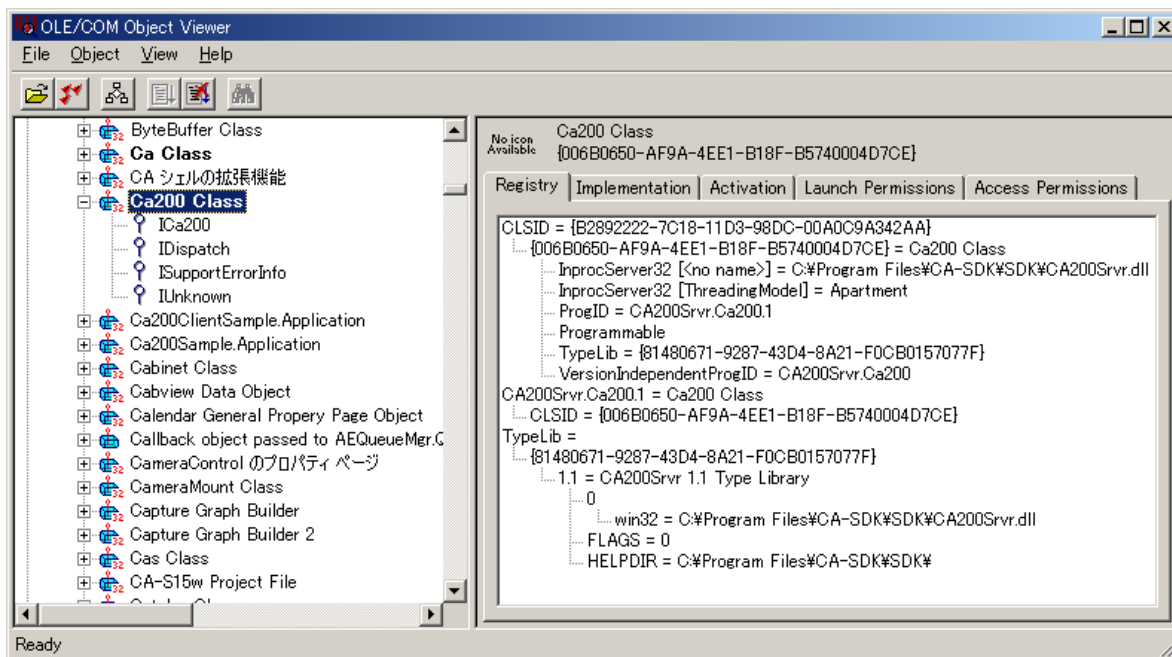 OLE/COM Object Viewer
File Object View Help
ByteBuffer Class
Ca Class
CA シェルの拡張機能
Ca200 Class
ICa200
IDispatch
ISupportErrorInfo
IUnknown
Ca200ClientSample.Application
Ca200Sample.Application
Cabinet Class
Cabview Data Object
Calendar General Propery Page Object
Callback object passed to AEQueueMgr.Q
CameraControl のプロパティ ページ
CameraMount Class
Capture Graph Builder
Capture Graph Builder 2
Cas Class
CA-S15w Project File
No icon Available
Ca200 Class
{006B0650-AF9A-4EE1-B18F-B5740004D7CE}
Registry Implementation Activation Launch Permissions Access Permissions
CLSID = {B2892222-7C18-11D3-98DC-00A0C9A342AA}
{006B0650-AF9A-4EE1-B18F-B5740004D7CE} = Ca200 Class
InprocServer32 [<no name>] = C:¥Program Files¥CA-SDK¥SDK¥CA200Srvr.dll
InprocServer32 [ThreadingModel] = Apartment
ProgID = CA200Srvr.Ca200.1
Programmable
TypeLib = {81480671-9287-43D4-8A21-F0CB0157077F}
VersionIndependentProgID = CA200Srvr.Ca200
CA200Srvr.Ca200.1 = Ca200 Class
CLSID = {006B0650-AF9A-4EE1-B18F-B5740004D7CE}
TypeLib =
{81480671-9287-43D4-8A21-F0CB0157077F}
1.1 = CA200Srvr 1.1 Type Library
0
win32 = C:¥Program Files¥CA-SDK¥SDK¥CA200Srvr.dll
FLAGS = 0
HELPDIR = C:¥Program Files¥CA-SDK¥SDK¥
Ready